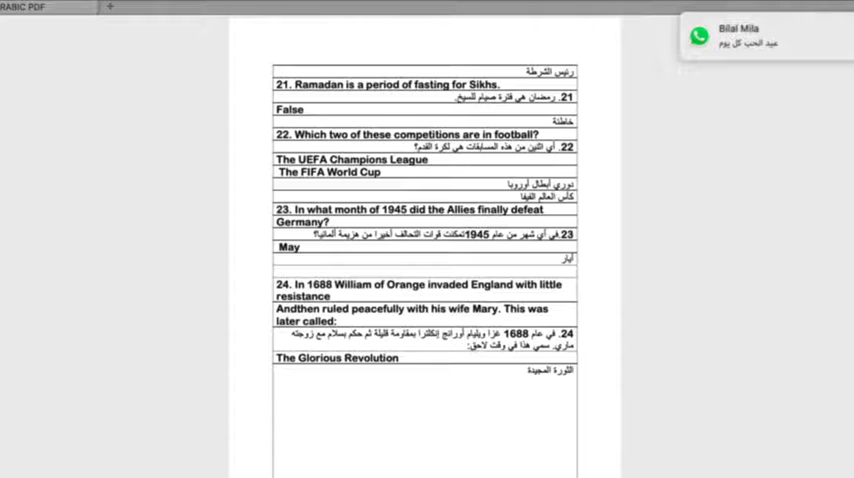 RABIC PDF
+
Bilal Mila
عيد الحب كل يوم
رئيس الشرطة
21. Ramadan is a period of fasting for Sikhs.
21. رمضان هي فترة صيام للسيخ.
False
خاطئة
22. Which two of these competitions are in football?
22. أي اثنين من هذه المسابقات هي لكرة القدم؟
The UEFA Champions League
The FIFA World Cup
دوري أبطال أوروبا
كأس العالم الفيفا
23. In what month of 1945 did the Allies finally defeat
Germany?
23.في أي شهر من عام 1945تمكنت قوات التحالف أخيرا من هزيمة ألمانيا؟
May
أيار
24. In 1688 William of Orange invaded England with little
resistance
Andthen ruled peacefully with his wife Mary. This was
later called:
24. في عام 1688 غزا ويليام أورانج إنكلترا بمقاومة قليلة ثم حكم بسلام مع زوجته
ماري. سمي هذا في وقت لاحق:
The Glorious Revolution
الثورة المجيدة